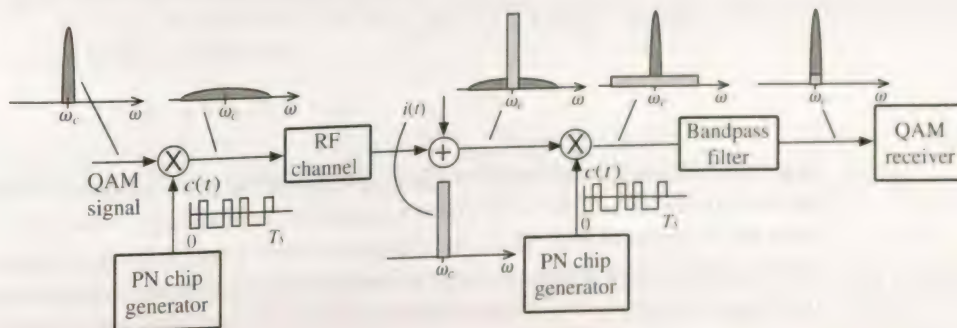 ω_c ω
ω_c ω
i(t)
ω_c ω
ω_c ω
ω_c ω
QAM signal
×
c(t)
0 T_s
PN chip generator
RF channel
+
ω_c ω
×
c(t)
0 T_s
PN chip generator
Bandpass filter
QAM receiver